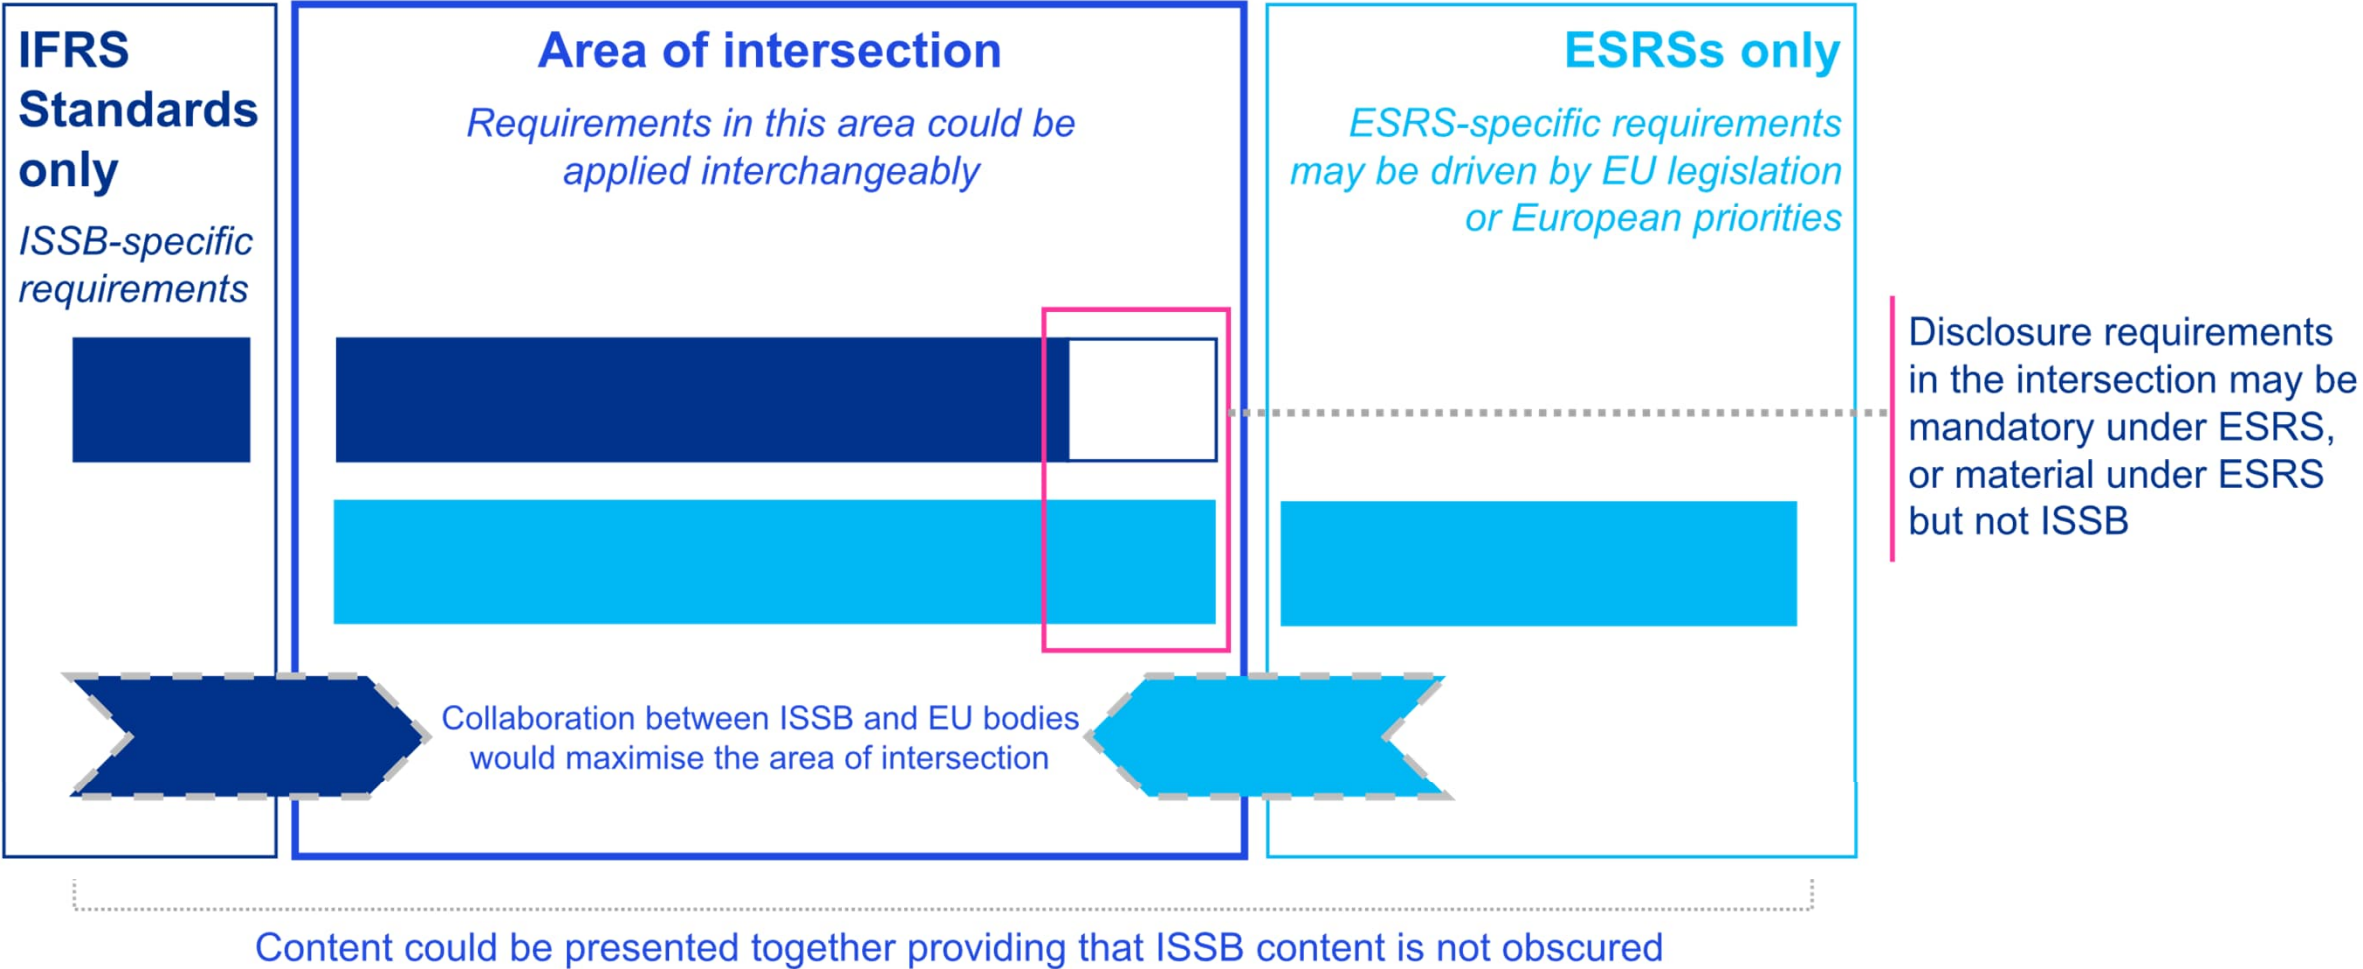 IFRS
Standards
only
ISSB-specific
requirements
Area of intersection
Requirements in this area could be
applied interchangeably
ESRSs only
ESRS-specific requirements
may be driven by EU legislation
or European priorities
Disclosure requirements
in the intersection may be
mandatory under ESRS,
or material under ESRS
but not ISSB
Collaboration between ISSB and EU bodies
would maximise the area of intersection
Content could be presented together providing that ISSB content is not obscured